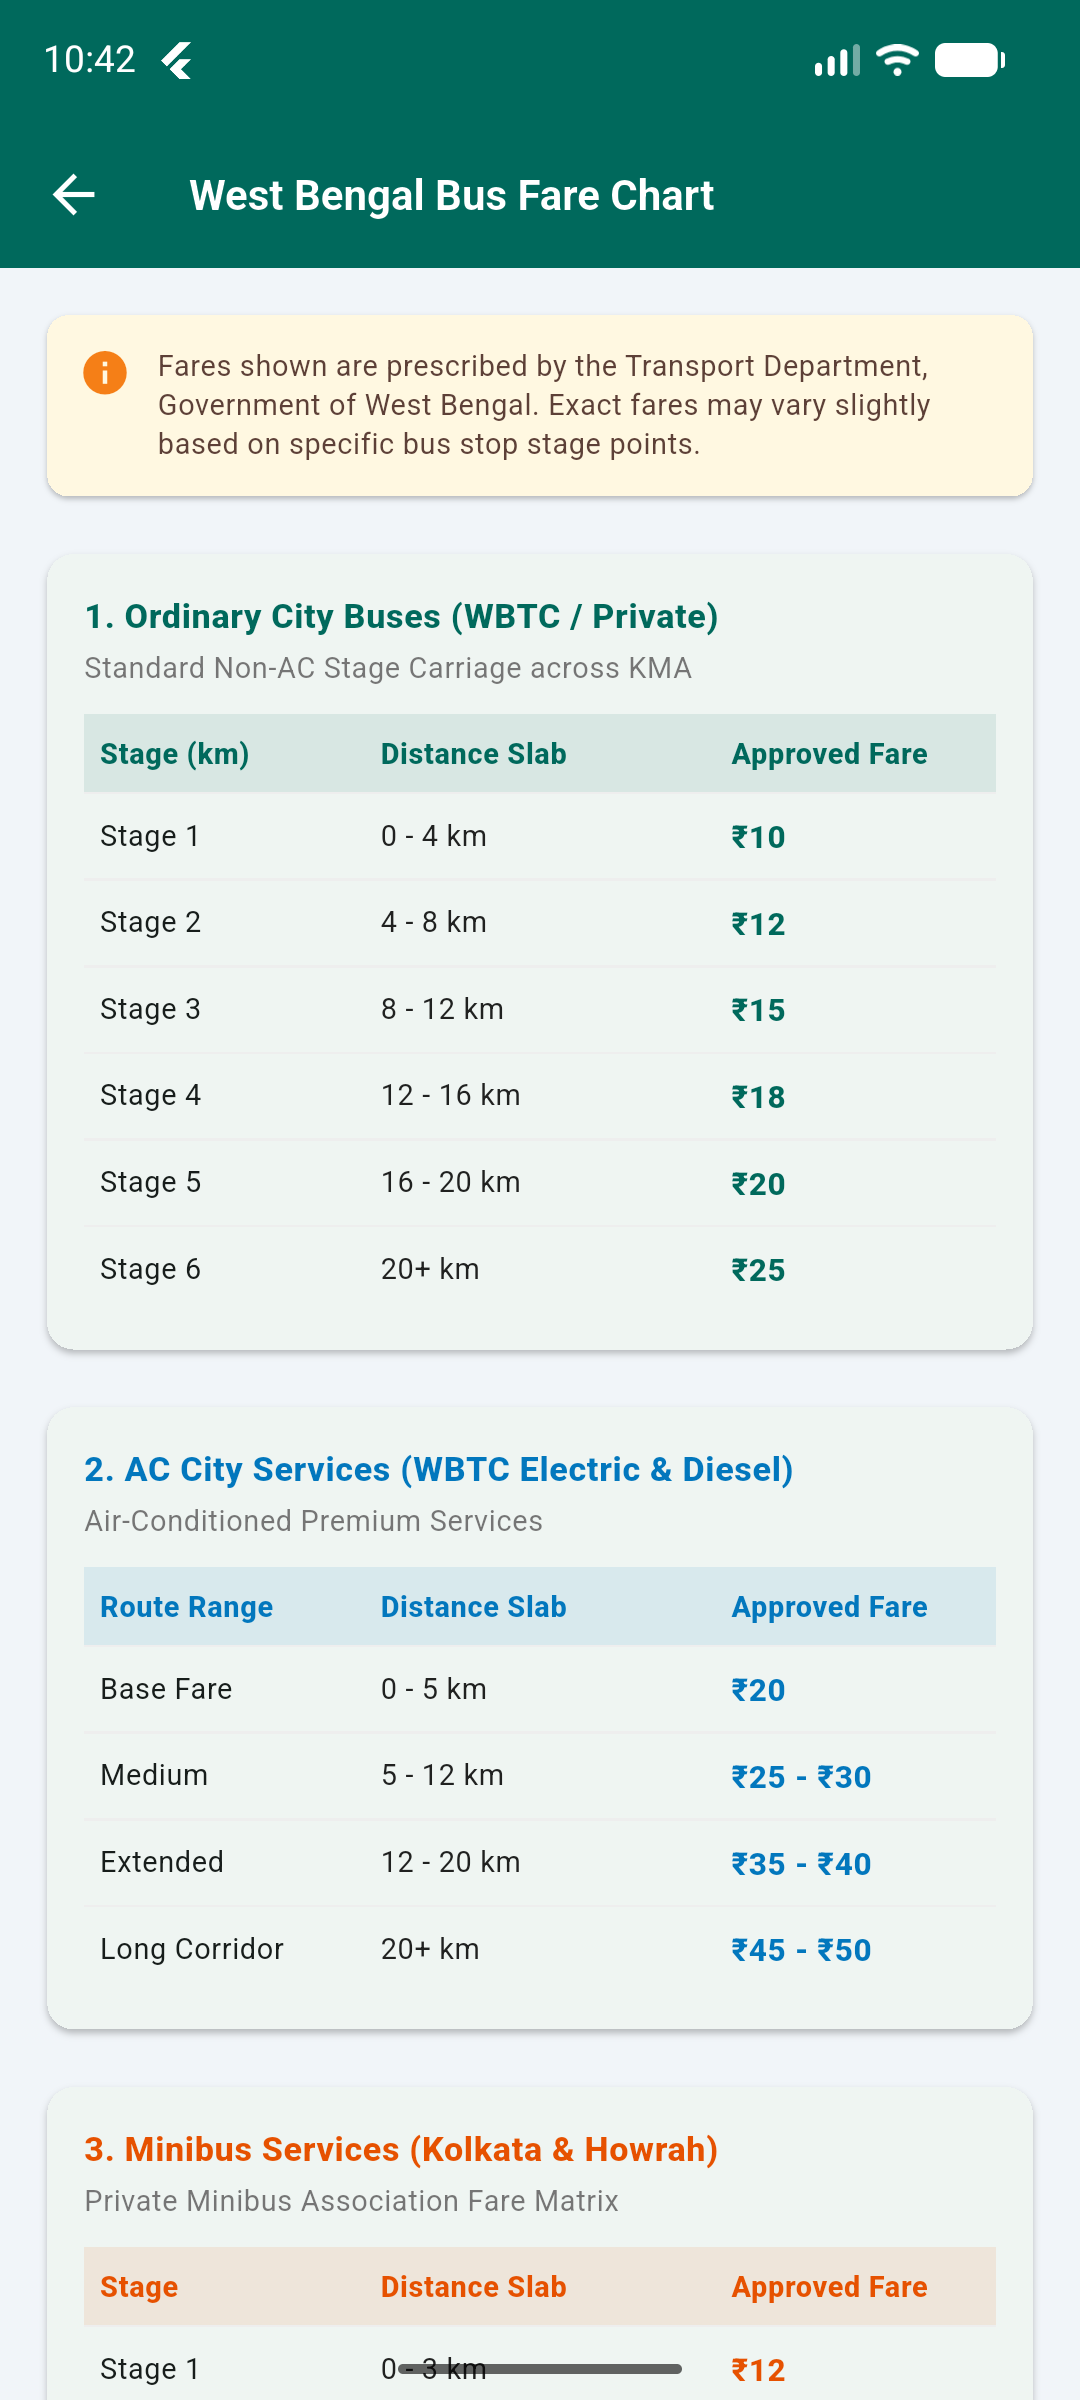 10:42
West Bengal Bus Fare Chart
Fares shown are prescribed by the Transport Department,
Government of West Bengal. Exact fares may vary slightly
based on specific bus stop stage points.
1. Ordinary City Buses (WBTC / Private)
Standard Non-AC Stage Carriage across KMA
Stage (km) Distance Slab Approved Fare
Stage 1 0 - 4 km ₹10
Stage 2 4 - 8 km ₹12
Stage 3 8 - 12 km ₹15
Stage 4 12 - 16 km ₹18
Stage 5 16 - 20 km ₹20
Stage 6 20+ km ₹25
2. AC City Services (WBTC Electric & Diesel)
Air-Conditioned Premium Services
Route Range Distance Slab Approved Fare
Base Fare 0 - 5 km ₹20
Medium 5 - 12 km ₹25 - ₹30
Extended 12 - 20 km ₹35 - ₹40
Long Corridor 20+ km ₹45 - ₹50
3. Minibus Services (Kolkata & Howrah)
Private Minibus Association Fare Matrix
Stage Distance Slab Approved Fare
Stage 1 0 - 3 km ₹12